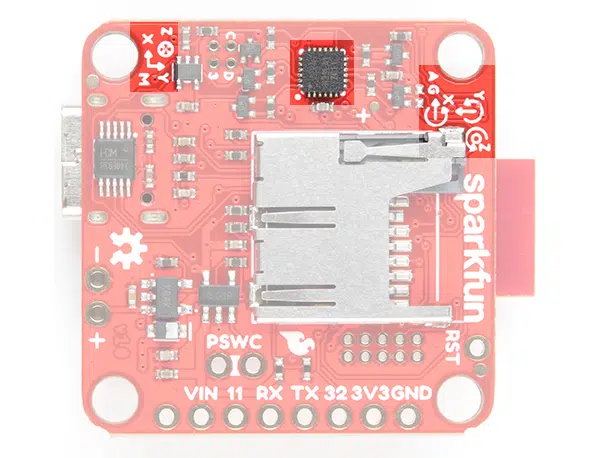 Z
X
Y
M
C
3
D
A
G
X
Y
Z
+
sparkfun
-
+
PSWC
RST
VIN 11 RX TX 32 3V3 GND